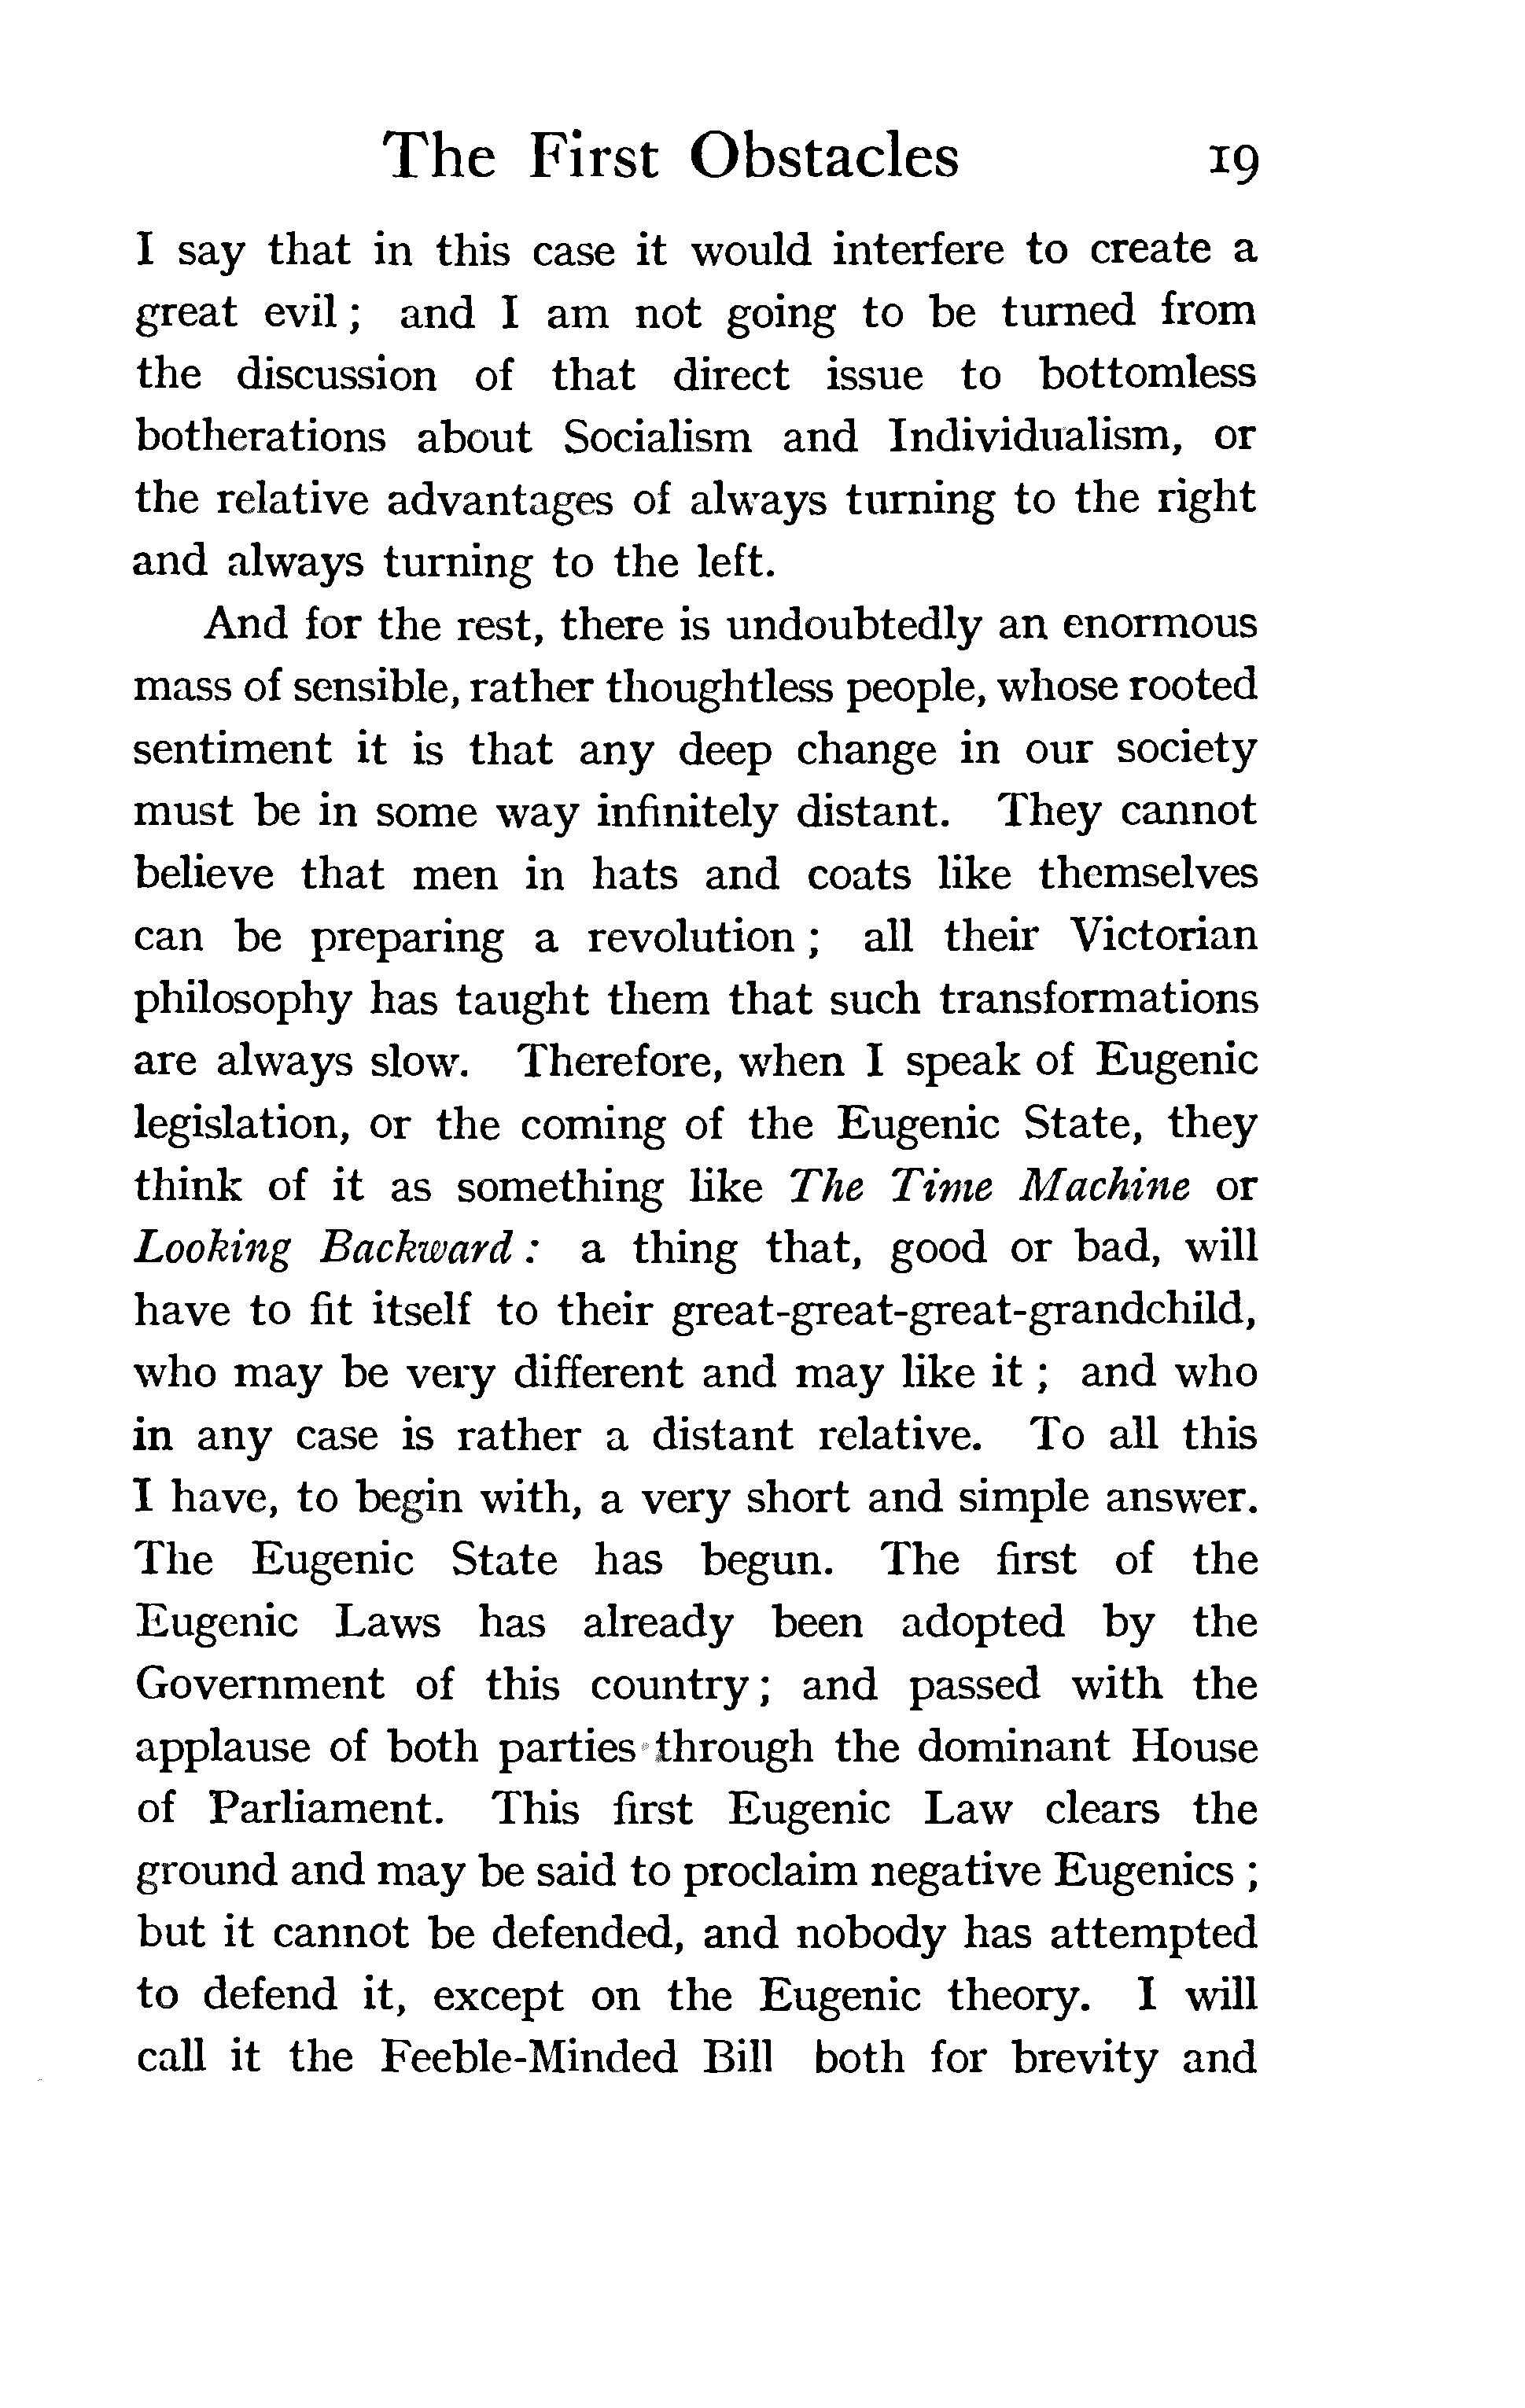 The First Obstacles 19
I say that in this case it would interfere to create a
great evil ; and I am not going to be turned from
the discussion of that direct issue to bottomless
botherations about Socialism and Individualism, or
the relative advantages of always turning to the right
and always turning to the left.
And for the rest, there is undoubtedly an enormous
mass of sensible, rather thoughtless people, whose rooted
sentiment it is that any deep change in our society
must be in some way infinitely distant. They cannot
believe that men in hats and coats like themselves
can be preparing a revolution ; all their Victorian
philosophy has taught them that such transformations
are always slow. Therefore, when I speak of Eugenic
legislation, or the coming of the Eugenic State, they
think of it as something like The Time Machine or
Looking Backward : a thing that, good or bad, will
have to fit itself to their great-great-great-grandchild,
who may be very different and may like it ; and who
in any case is rather a distant relative. To all this
I have, to begin with, a very short and simple answer.
The Eugenic State has begun. The first of the
Eugenic Laws has already been adopted by the
Government of this country ; and passed with the
applause of both parties through the dominant House
of Parliament. This first Eugenic Law clears the
ground and may be said to proclaim negative Eugenics ;
but it cannot be defended, and nobody has attempted
to defend it, except on the Eugenic theory. I will
call it the Feeble-Minded Bill both for brevity and